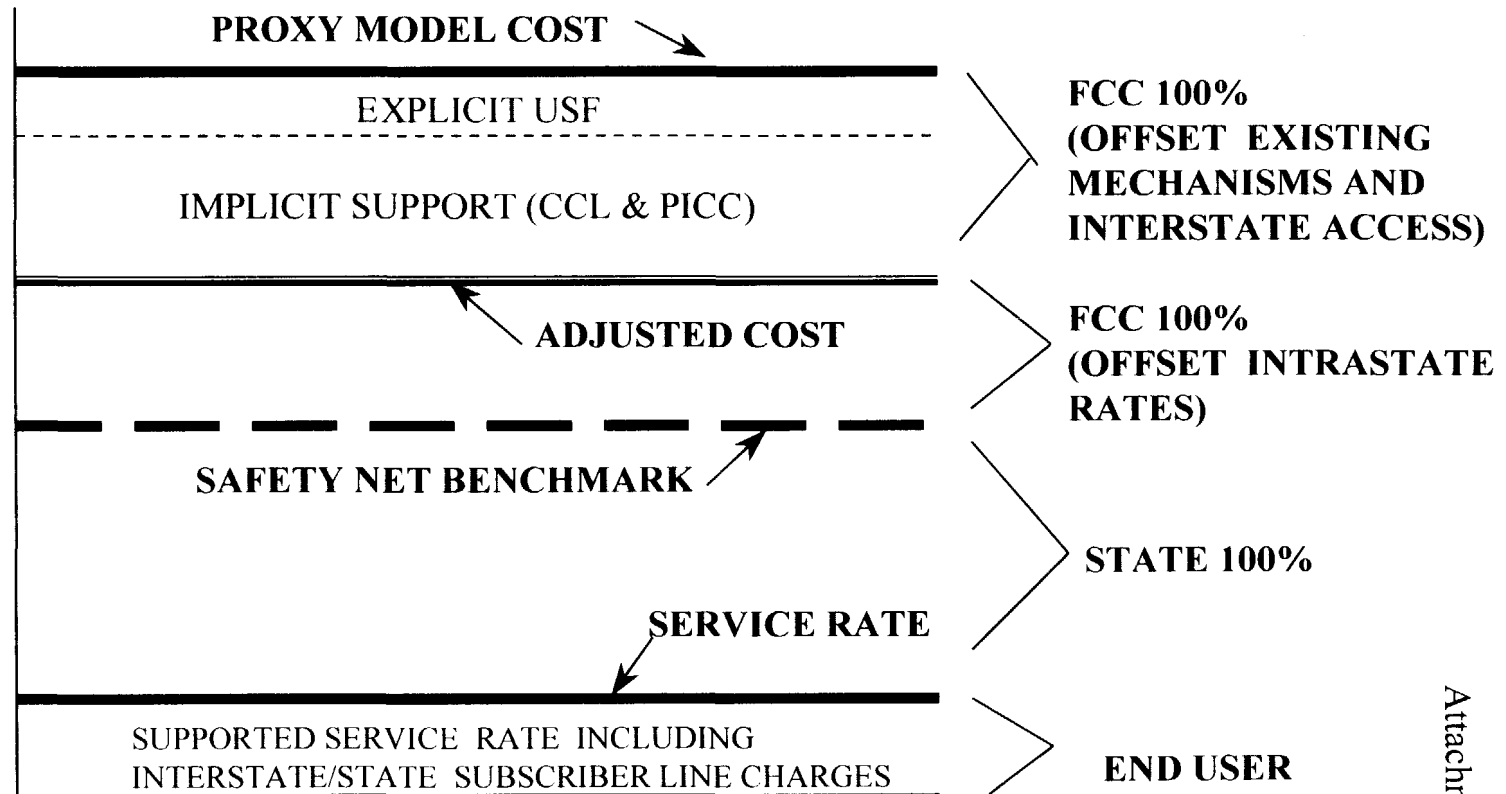 PROXY MODEL COST
EXPLICIT USF
IMPLICIT SUPPORT (CCL & PICC)
FCC 100%
(OFFSET EXISTING
MECHANISMS AND
INTERSTATE ACCESS)
ADJUSTED COST
FCC 100%
(OFFSET INTRASTATE
RATES)
SAFETY NET BENCHMARK
STATE 100%
SERVICE RATE
SUPPORTED SERVICE RATE INCLUDING
INTERSTATE/STATE SUBSCRIBER LINE CHARGES
END USER